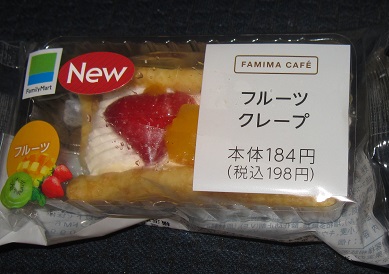 FamilyMart
New
フルーツ
FAMIMA CAFÉ
フルーツ
クレープ
本体184円
(税込198円)